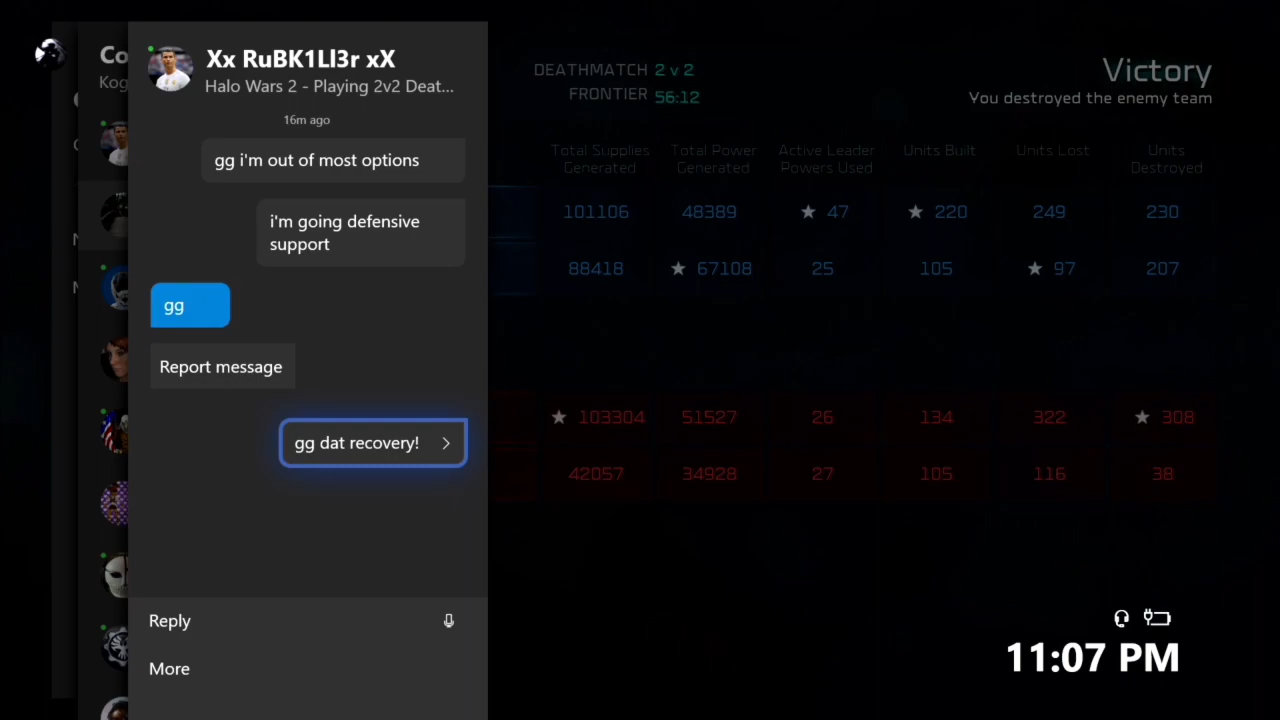 Co
Kog
Xx RuBK1Ll3r xX
Halo Wars 2 - Playing 2v2 Deat...
16m ago
gg i'm out of most options
i'm going defensive
support
gg
Report message
gg dat recovery!
Reply
More
DEATHMATCH 2 v 2
FRONTIER 56:12
Victory
You destroyed the enemy team
Total Supplies Generated Total Power Generated Active Leader Powers Used Units Built Units Lost Units Destroyed
101106 48389 ★ 47 ★ 220 249 230
88418 ★ 67108 25 105 ★ 97 207
★ 103304 51527 26 134 322 ★ 308
42057 34928 27 105 116 38
11:07 PM